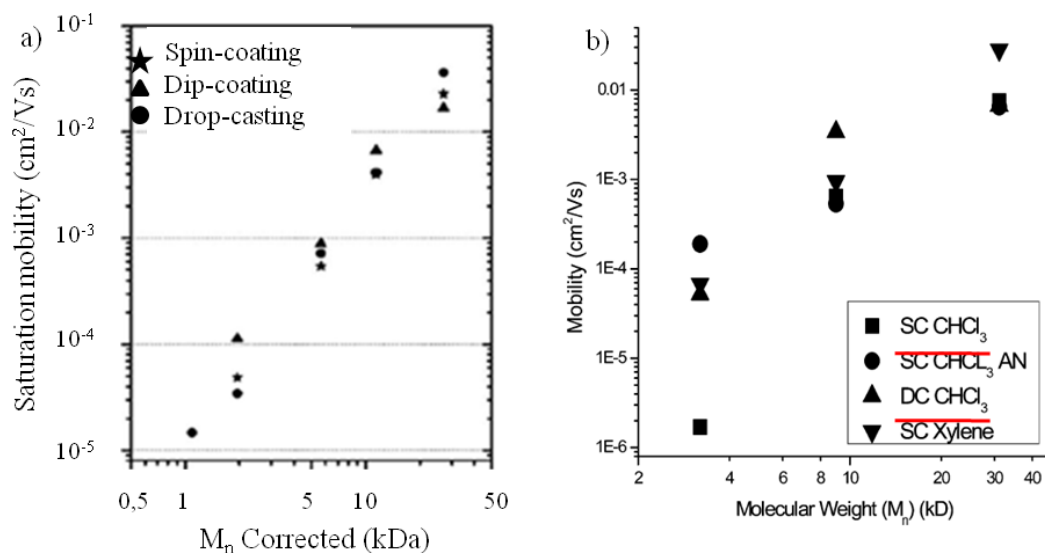 a)
Spin-coating
Dip-coating
Drop-casting
Saturation mobility (cm²/Vs)
10⁻¹
10⁻²
10⁻³
10⁻⁴
10⁻⁵
0,5 1 5 10 50
Mₙ Corrected (kDa)
b)
Mobility (cm²/Vs)
0.01
1E-3
1E-4
1E-5
1E-6
SC CHCl₃
SC CHCL₃ AN
DC CHCl₃
SC Xylene
2 4 10 20 30 40
Molecular Weight (Mₙ) (kD)